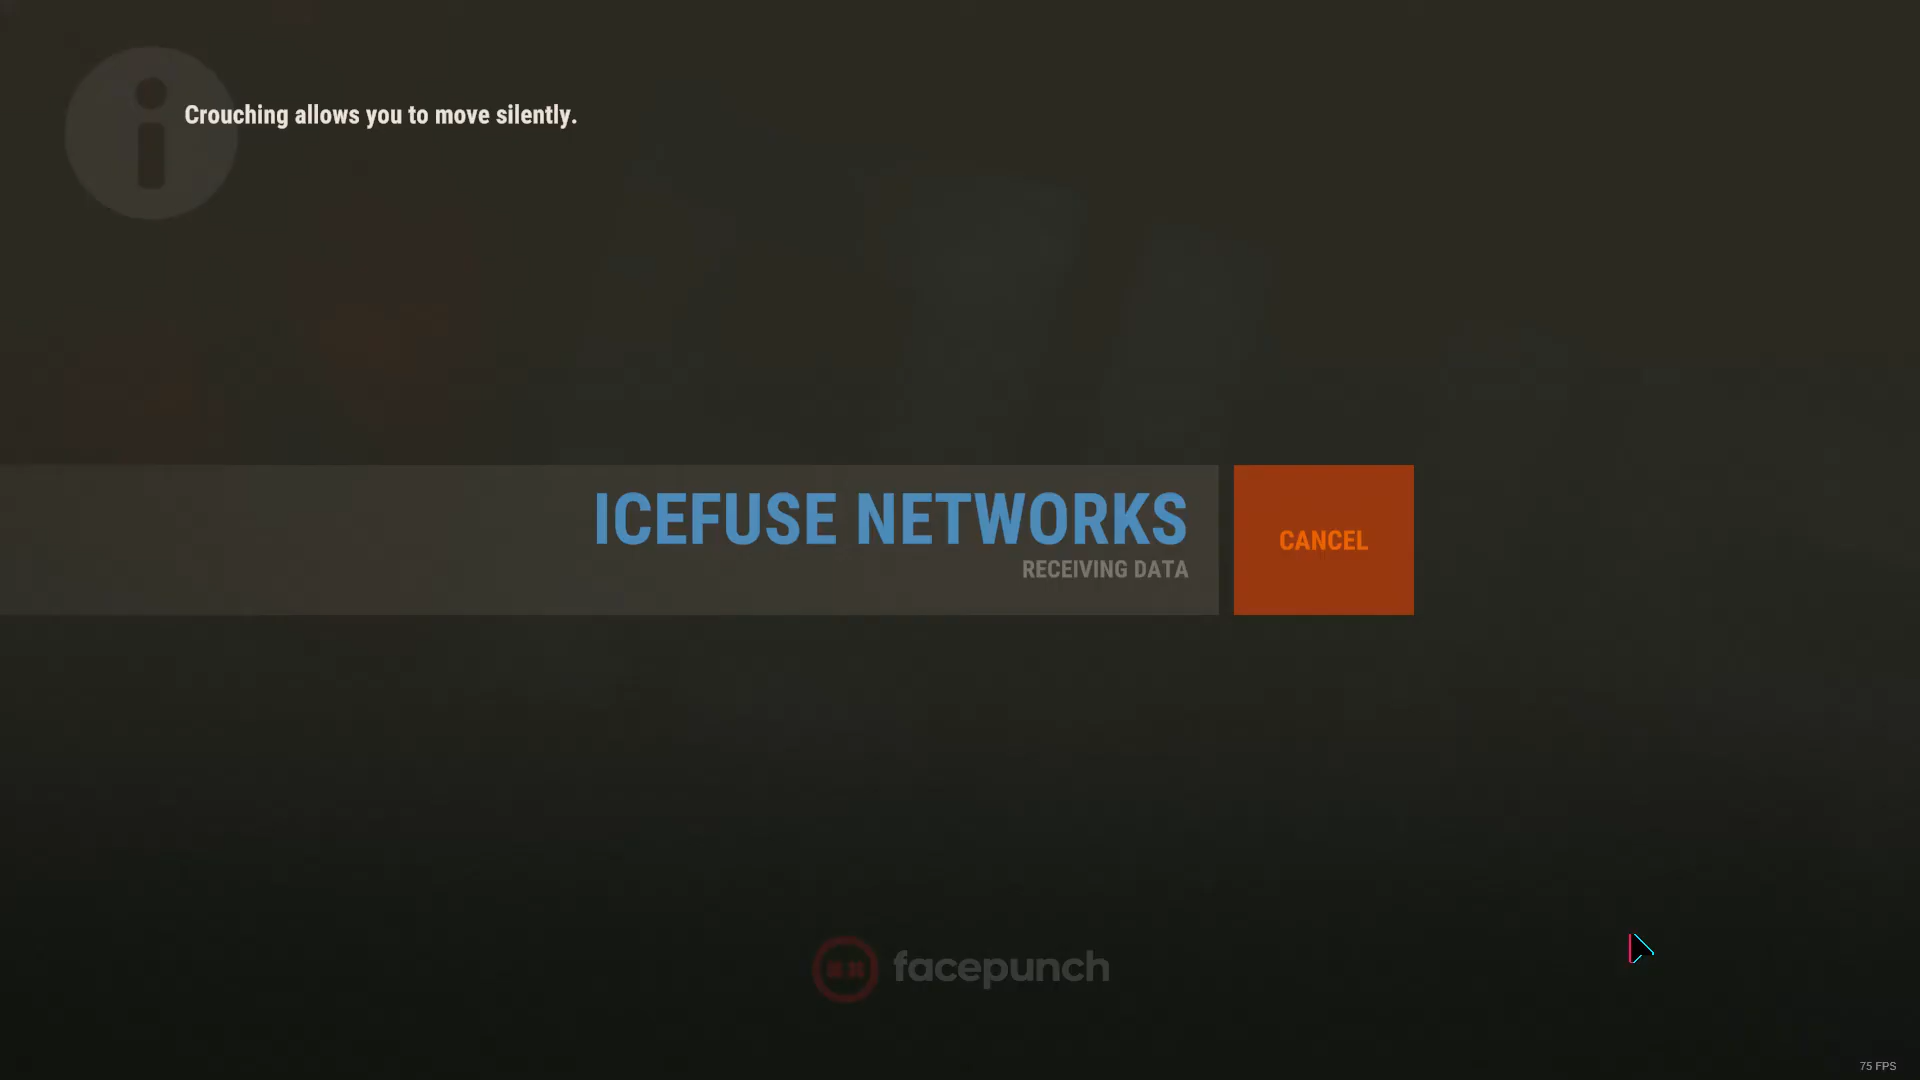 Crouching allows you to move silently.
ICEFUSE NETWORKS
RECEIVING DATA
CANCEL
facepunch
75 FPS